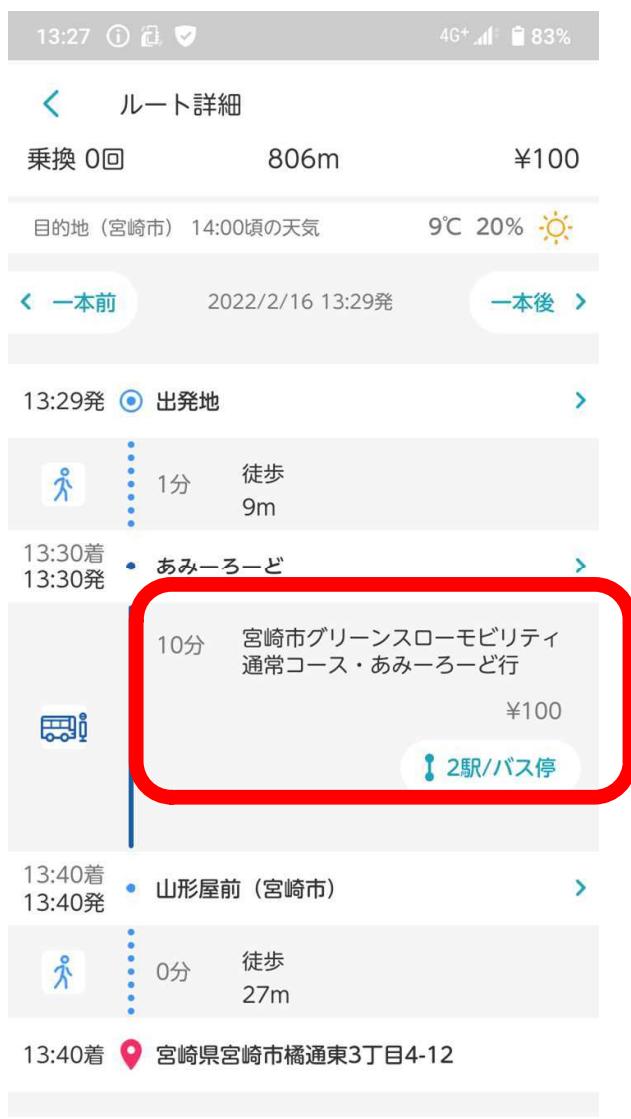 13:27 4G+ 83%
ルート詳細
乗換 0回 806m ¥100
目的地（宮崎市） 14:00頃の天気 9℃ 20%
一本前 2022/2/16 13:29発 一本後
13:29発 出発地
1分 徒歩
9m
13:30着
13:30発 あみーろーど
10分 宮崎市グリーンスローモビリティ
通常コース・あみーろーど行
¥100
2駅/バス停
13:40着
13:40発 山形屋前（宮崎市）
0分 徒歩
27m
13:40着 宮崎県宮崎市橘通東3丁目4-12